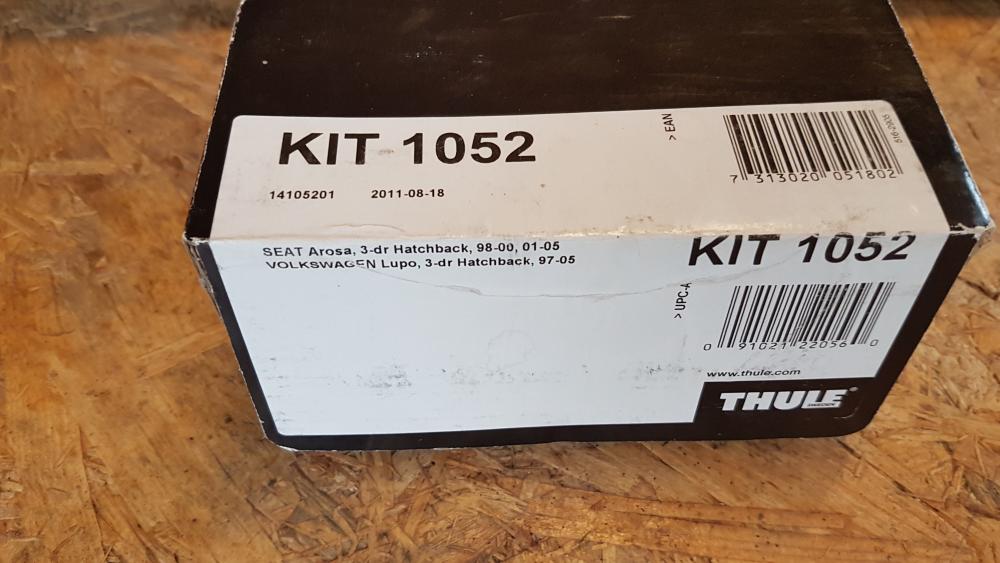 KIT 1052
14105201 2011-08-18
> EAN
7 313020 051802
SEAT Arosa, 3-dr Hatchback, 98-00, 01-05
VOLKSWAGEN Lupo, 3-dr Hatchback, 97-05
KIT 1052
> UPC-A
0 91021 22056 0
www.thule.com
THULE®
SWEDEN